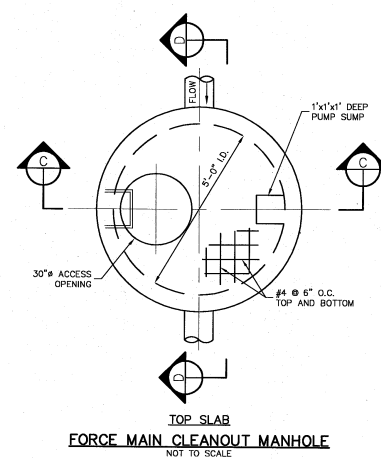 D
FLOW
1'x1'x1' DEEP
PUMP SUMP
C
C
5'-0" I.D.
30"ø ACCESS
OPENING
#4 @ 6" O.C.
TOP AND BOTTOM
D
TOP SLAB
FORCE MAIN CLEANOUT MANHOLE
NOT TO SCALE